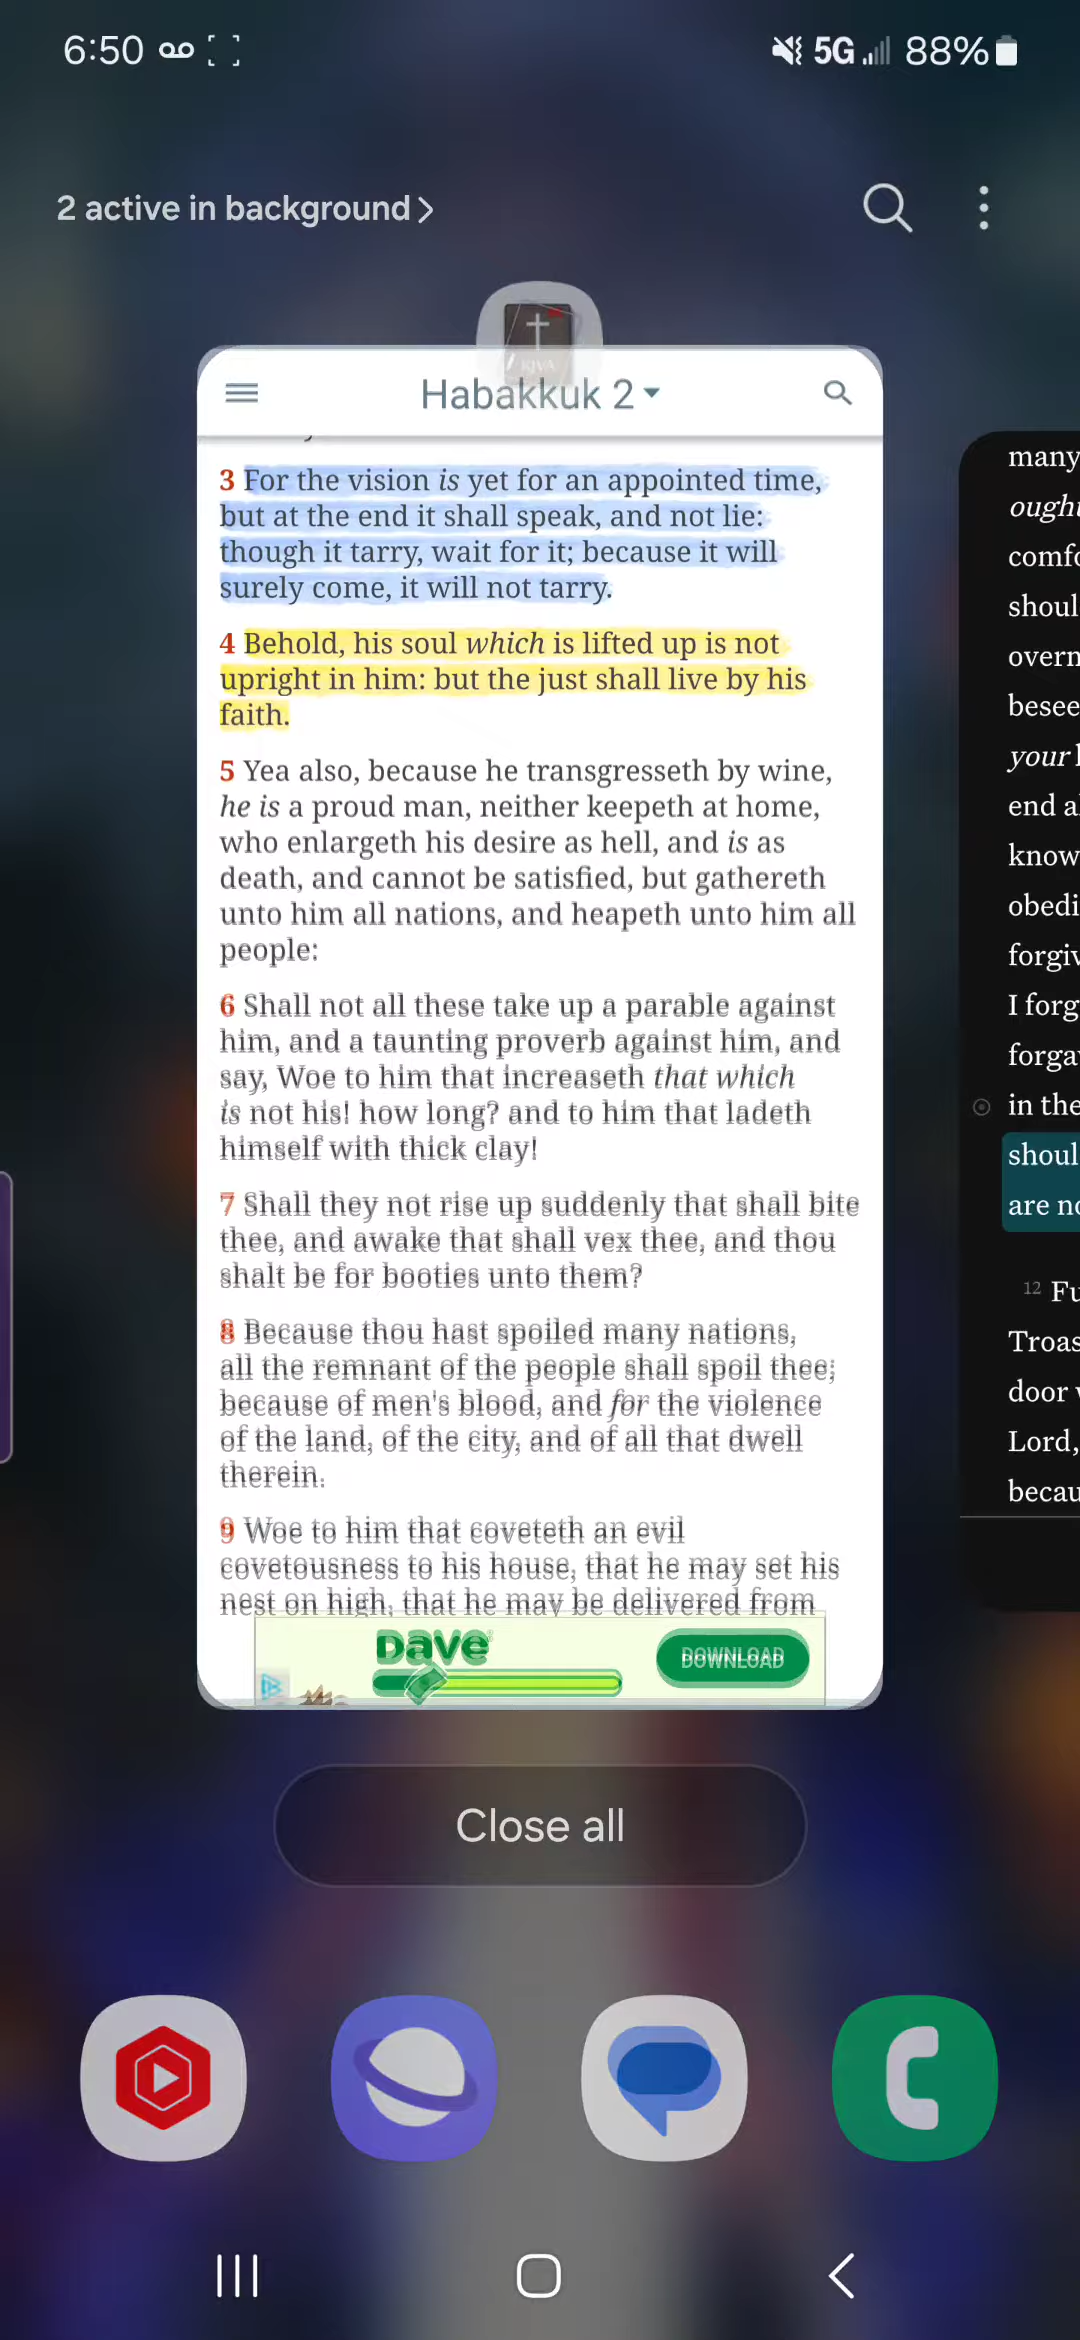 6:50
5G 88%
2 active in background
KJVA
Habakkuk 2
3 For the vision is yet for an appointed time,
but at the end it shall speak, and not lie:
though it tarry, wait for it; because it will
surely come, it will not tarry.
4 Behold, his soul which is lifted up is not
upright in him: but the just shall live by his
faith.
5 Yea also, because he transgresseth by wine,
he is a proud man, neither keepeth at home,
who enlargeth his desire as hell, and is as
death, and cannot be satisfied, but gathereth
unto him all nations, and heapeth unto him all
people:
6 Shall not all these take up a parable against
him, and a taunting proverb against him, and
say, Woe to him that increaseth that which
is not his! how long? and to him that ladeth
himself with thick clay!
7 Shall they not rise up suddenly that shall bite
thee, and awake that shall vex thee, and thou
shalt be for booties unto them?
8 Because thou hast spoiled many nations,
all the remnant of the people shall spoil thee;
because of men's blood, and for the violence
of the land, of the city, and of all that dwell
therein.
9 Woe to him that coveteth an evil
covetousness to his house, that he may set his
nest on high, that he may be delivered from
Dave
DOWNLOAD
many
ough
comfo
shoul
overn
besee
your
end a
know
obedi
forgiv
I forg
forga
in the
shoul
are no
12 Fu
Troas
door
Lord,
becau
Close all